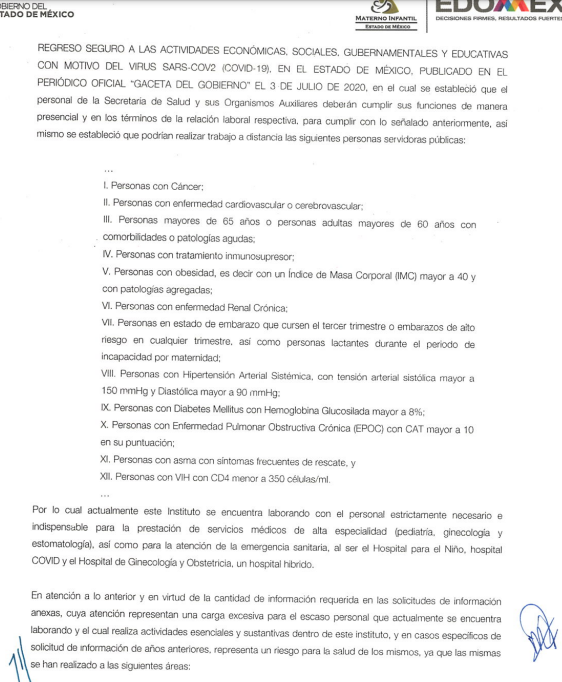 OBIERNO DEL
TADO DE MÉXICO
MATERNO INFANTIL
ESTADO DE MÉXICO
EDOMEX
DECISIONES FIRMES, RESULTADOS FUERTES
REGRESO SEGURO A LAS ACTIVIDADES ECONÓMICAS, SOCIALES, GUBERNAMENTALES Y EDUCATIVAS
CON MOTIVO DEL VIRUS SARS-COV2 (COVID-19), EN EL ESTADO DE MÉXICO, PUBLICADO EN EL
PERIÓDICO OFICIAL “GACETA DEL GOBIERNO” EL 3 DE JULIO DE 2020, en el cual se estableció que el
personal de la Secretaría de Salud y sus Organismos Auxiliares deberán cumplir sus funciones de manera
presencial y en los términos de la relación laboral respectiva, para cumplir con lo señalado anteriormente, así
mismo se estableció que podrían realizar trabajo a distancia las siguientes personas servidoras públicas:
...
I. Personas con Cáncer;
II. Personas con enfermedad cardiovascular o cerebrovascular;
III. Personas mayores de 65 años o personas adultas mayores de 60 años con
comorbilidades o patologías agudas;
IV. Personas con tratamiento inmunosupresor;
V. Personas con obesidad, es decir con un Índice de Masa Corporal (IMC) mayor a 40 y
con patologías agregadas;
VI. Personas con enfermedad Renal Crónica;
VII. Personas en estado de embarazo que cursen el tercer trimestre o embarazos de alto
riesgo en cualquier trimestre, así como personas lactantes durante el periodo de
incapacidad por maternidad;
VIII. Personas con Hipertensión Arterial Sistémica, con tensión arterial sistólica mayor a
150 mmHg y Diastólica mayor a 90 mmHg;
IX. Personas con Diabetes Mellitus con Hemoglobina Glucosilada mayor a 8%;
X. Personas con Enfermedad Pulmonar Obstructiva Crónica (EPOC) con CAT mayor a 10
en su puntuación;
XI. Personas con asma con síntomas frecuentes de rescate, y
XII. Personas con VIH con CD4 menor a 350 células/ml.
...
Por lo cual actualmente este Instituto se encuentra laborando con el personal estrictamente necesario e
indispensable para la prestación de servicios médicos de alta especialidad (pediatría, ginecología y
estomatología), así como para la atención de la emergencia sanitaria, al ser el Hospital para el Niño, hospital
COVID y el Hospital de Ginecología y Obstetricia, un hospital híbrido.
En atención a lo anterior y en virtud de la cantidad de información requerida en las solicitudes de información
anexas, cuya atención representan una carga excesiva para el escaso personal que actualmente se encuentra
laborando y el cual realiza actividades esenciales y sustantivas dentro de este instituto, y en casos específicos de
solicitud de información de años anteriores, representa un riesgo para la salud de los mismos, ya que las mismas
se han realizado a las siguientes áreas: